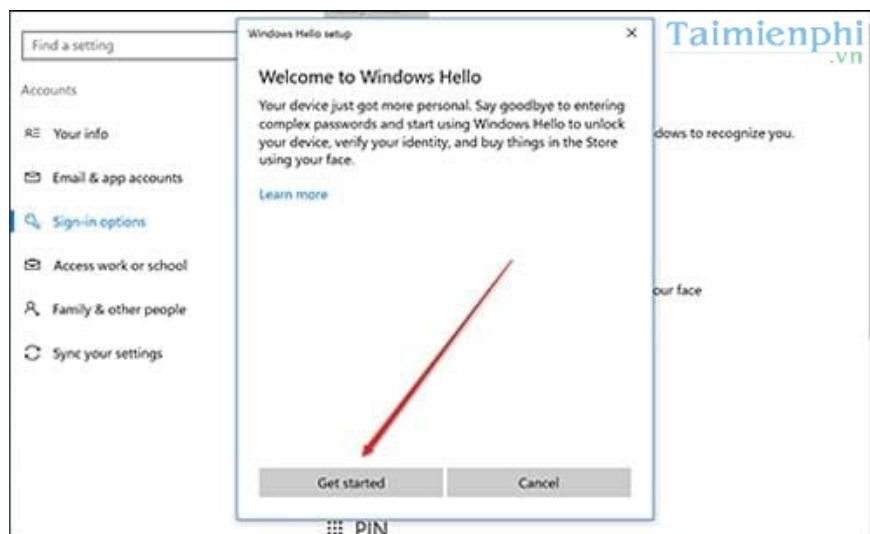 Taimienphi
.vn
Find a setting
Accounts
Your info
Email & app accounts
Sign-in options
Access work or school
Family & other people
Sync your settings
Windows Hello setup
Welcome to Windows Hello
Your device just got more personal. Say goodbye to entering
complex passwords and start using Windows Hello to unlock
your device, verify your identity, and buy things in the Store
using your face.
Learn more
Get started
Cancel
dows to recognize you.
our face
PIN